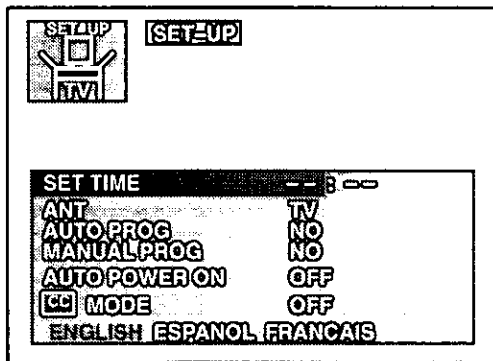 SET-UP
TV
SET-UP
SET TIME -- : --
ANT TV
AUTO PROG NO
MANUAL PROG NO
AUTO POWER ON OFF
CC MODE OFF
ENGLISH ESPANOL FRANCAIS